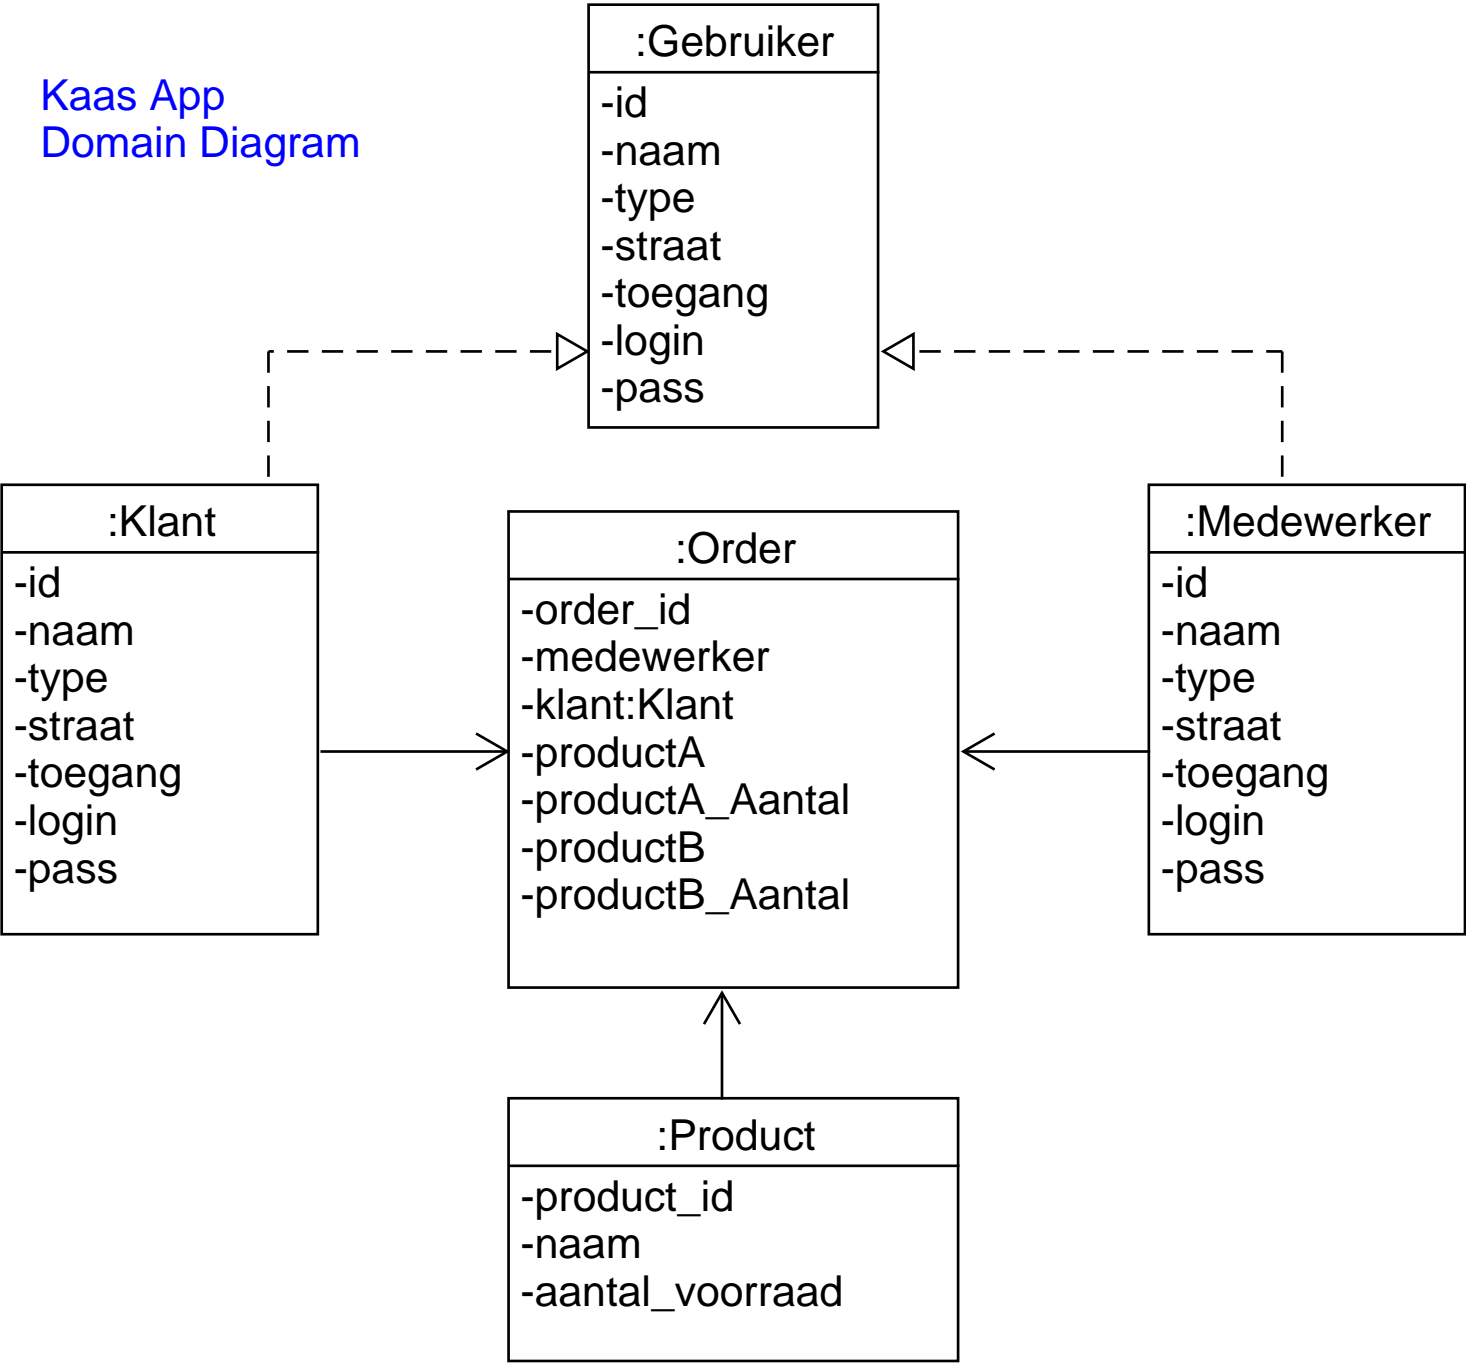 Kaas App
Domain Diagram
:Gebruiker
-id
-naam
-type
-straat
-toegang
-login
-pass
:Klant
-id
-naam
-type
-straat
-toegang
-login
-pass
:Order
-order_id
-medewerker
-klant:Klant
-productA
-productA_Aantal
-productB
-productB_Aantal
:Medewerker
-id
-naam
-type
-straat
-toegang
-login
-pass
:Product
-product_id
-naam
-aantal_voorraad